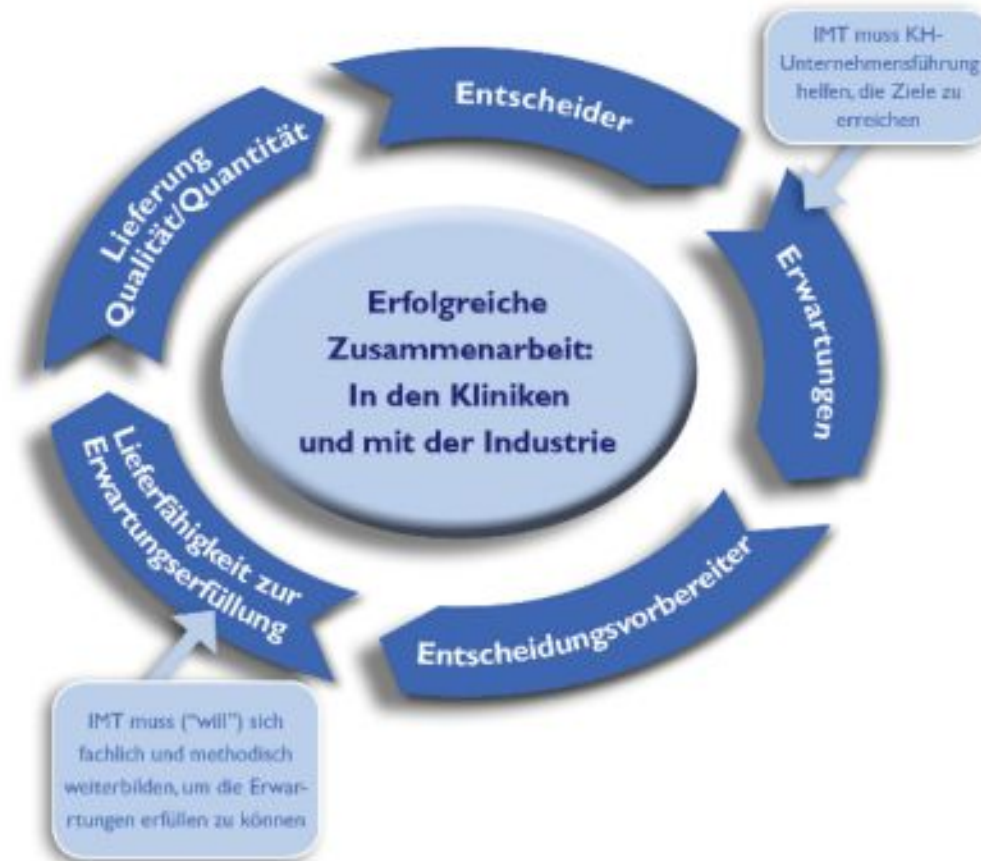 IMT muss KH-
Unternehmensführung
helfen, die Ziele zu
erreichen
Entscheider
Erwartungen
Entscheidungsvorbereiter
Lieferfähigkeit zur
Erwartungserfüllung
Lieferung
Qualität/Quantität
Erfolgreiche
Zusammenarbeit:
In den Kliniken
und mit der Industrie
IMT muss (“will”) sich
fachlich und methodisch
weiterbilden, um die Erwar-
rtungen erfüllen zu können